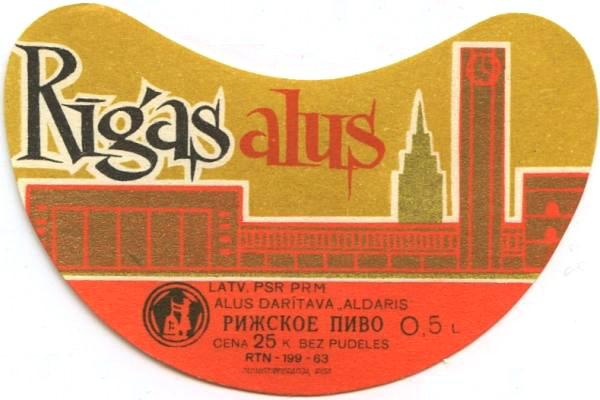 Rīgas alus
LATV. PSR PRM
ALUS DARĪTAVA „ALDARIS"
РИЖСКОЕ ПИВО 0,5 L
CENA 25 K. BEZ PUDELES
RTN-199-63